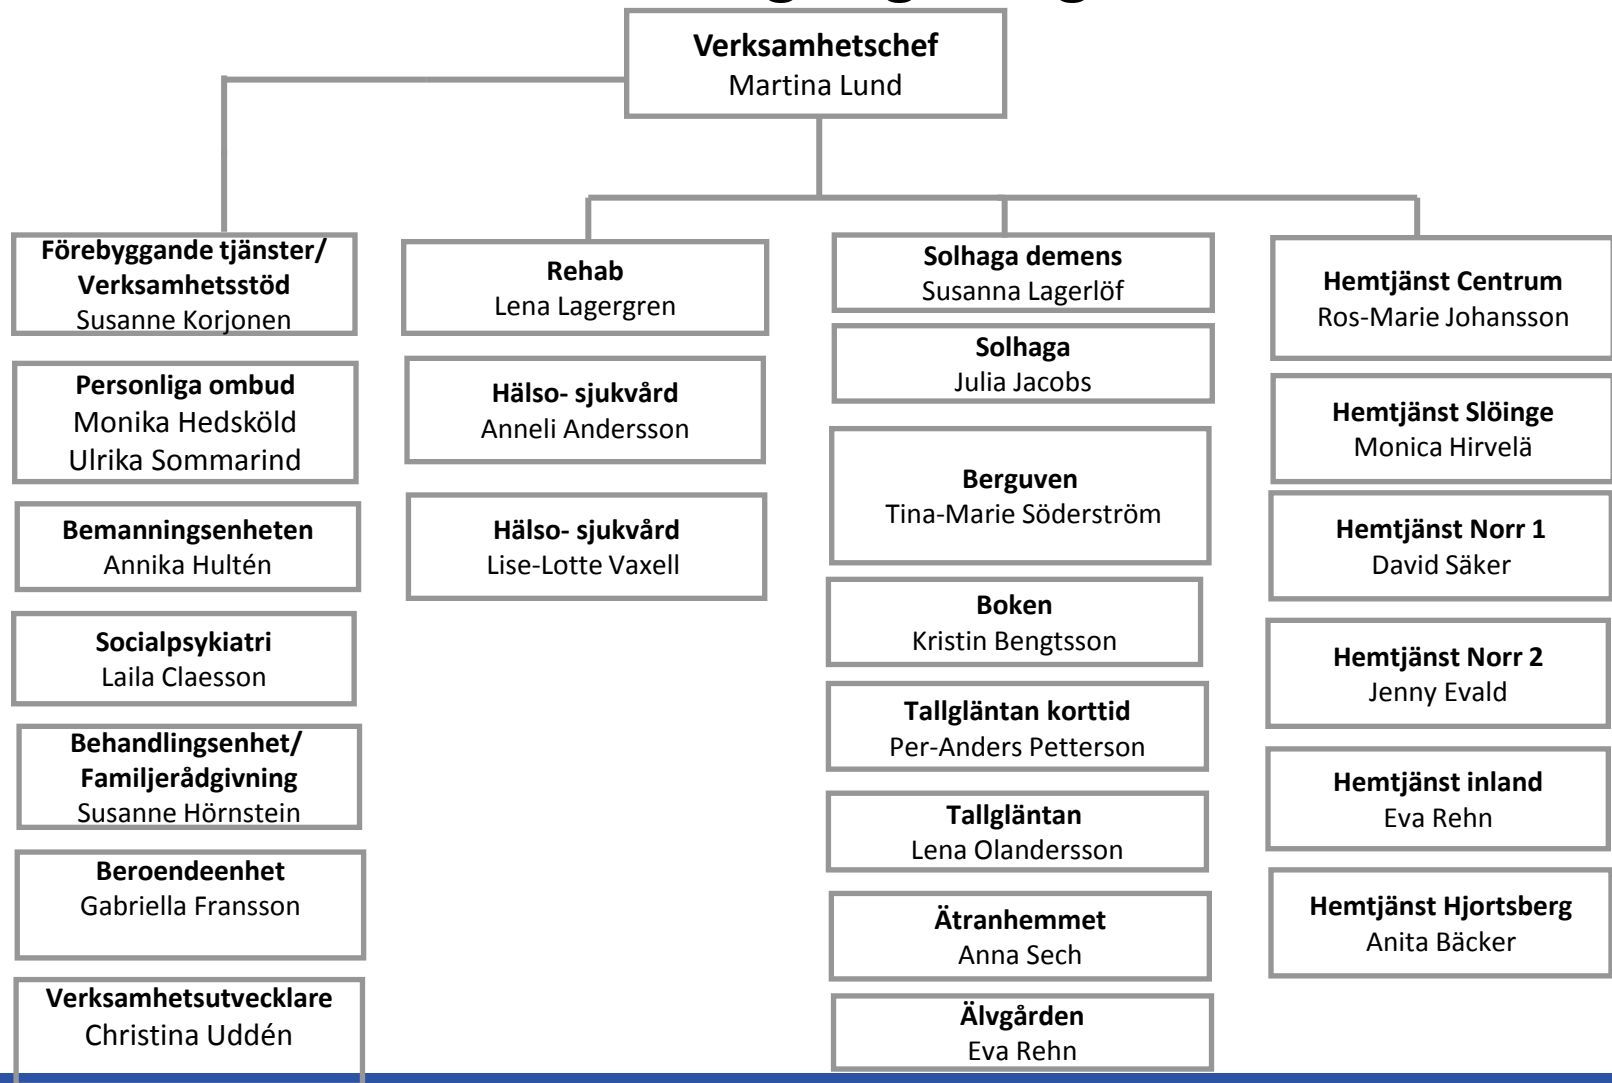 Verksamhetschef
Martina Lund
Förebyggande tjänster/
Verksamhetsstöd
Susanne Korjonen
Personliga ombud
Monika Hedsköld
Ulrika Sommarind
Bemanningsenheten
Annika Hultén
Socialpsykiatri
Laila Claesson
Behandlingsenhet/
Familjerådgivning
Susanne Hörnstein
Beroendeenhet
Gabriella Fransson
Verksamhetsutvecklare
Christina Uddén
Rehab
Lena Lagergren
Hälso- sjukvård
Anneli Andersson
Hälso- sjukvård
Lise-Lotte Vaxell
Solhaga demens
Susanna Lagerlöf
Solhaga
Julia Jacobs
Berguven
Tina-Marie Söderström
Boken
Kristin Bengtsson
Tallgläntan korttid
Per-Anders Petterson
Tallgläntan
Lena Olandersson
Ätranhemmet
Anna Sech
Älvgården
Eva Rehn
Hemtjänst Centrum
Ros-Marie Johansson
Hemtjänst Slöinge
Monica Hirvelä
Hemtjänst Norr 1
David Säker
Hemtjänst Norr 2
Jenny Evald
Hemtjänst inland
Eva Rehn
Hemtjänst Hjortsberg
Anita Bäcker